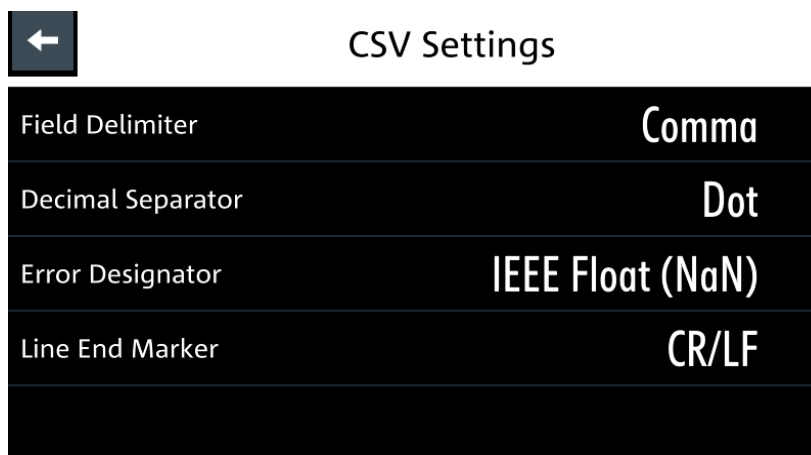 CSV Settings
Field Delimiter Comma
Decimal Separator Dot
Error Designator IEEE Float (NaN)
Line End Marker CR/LF